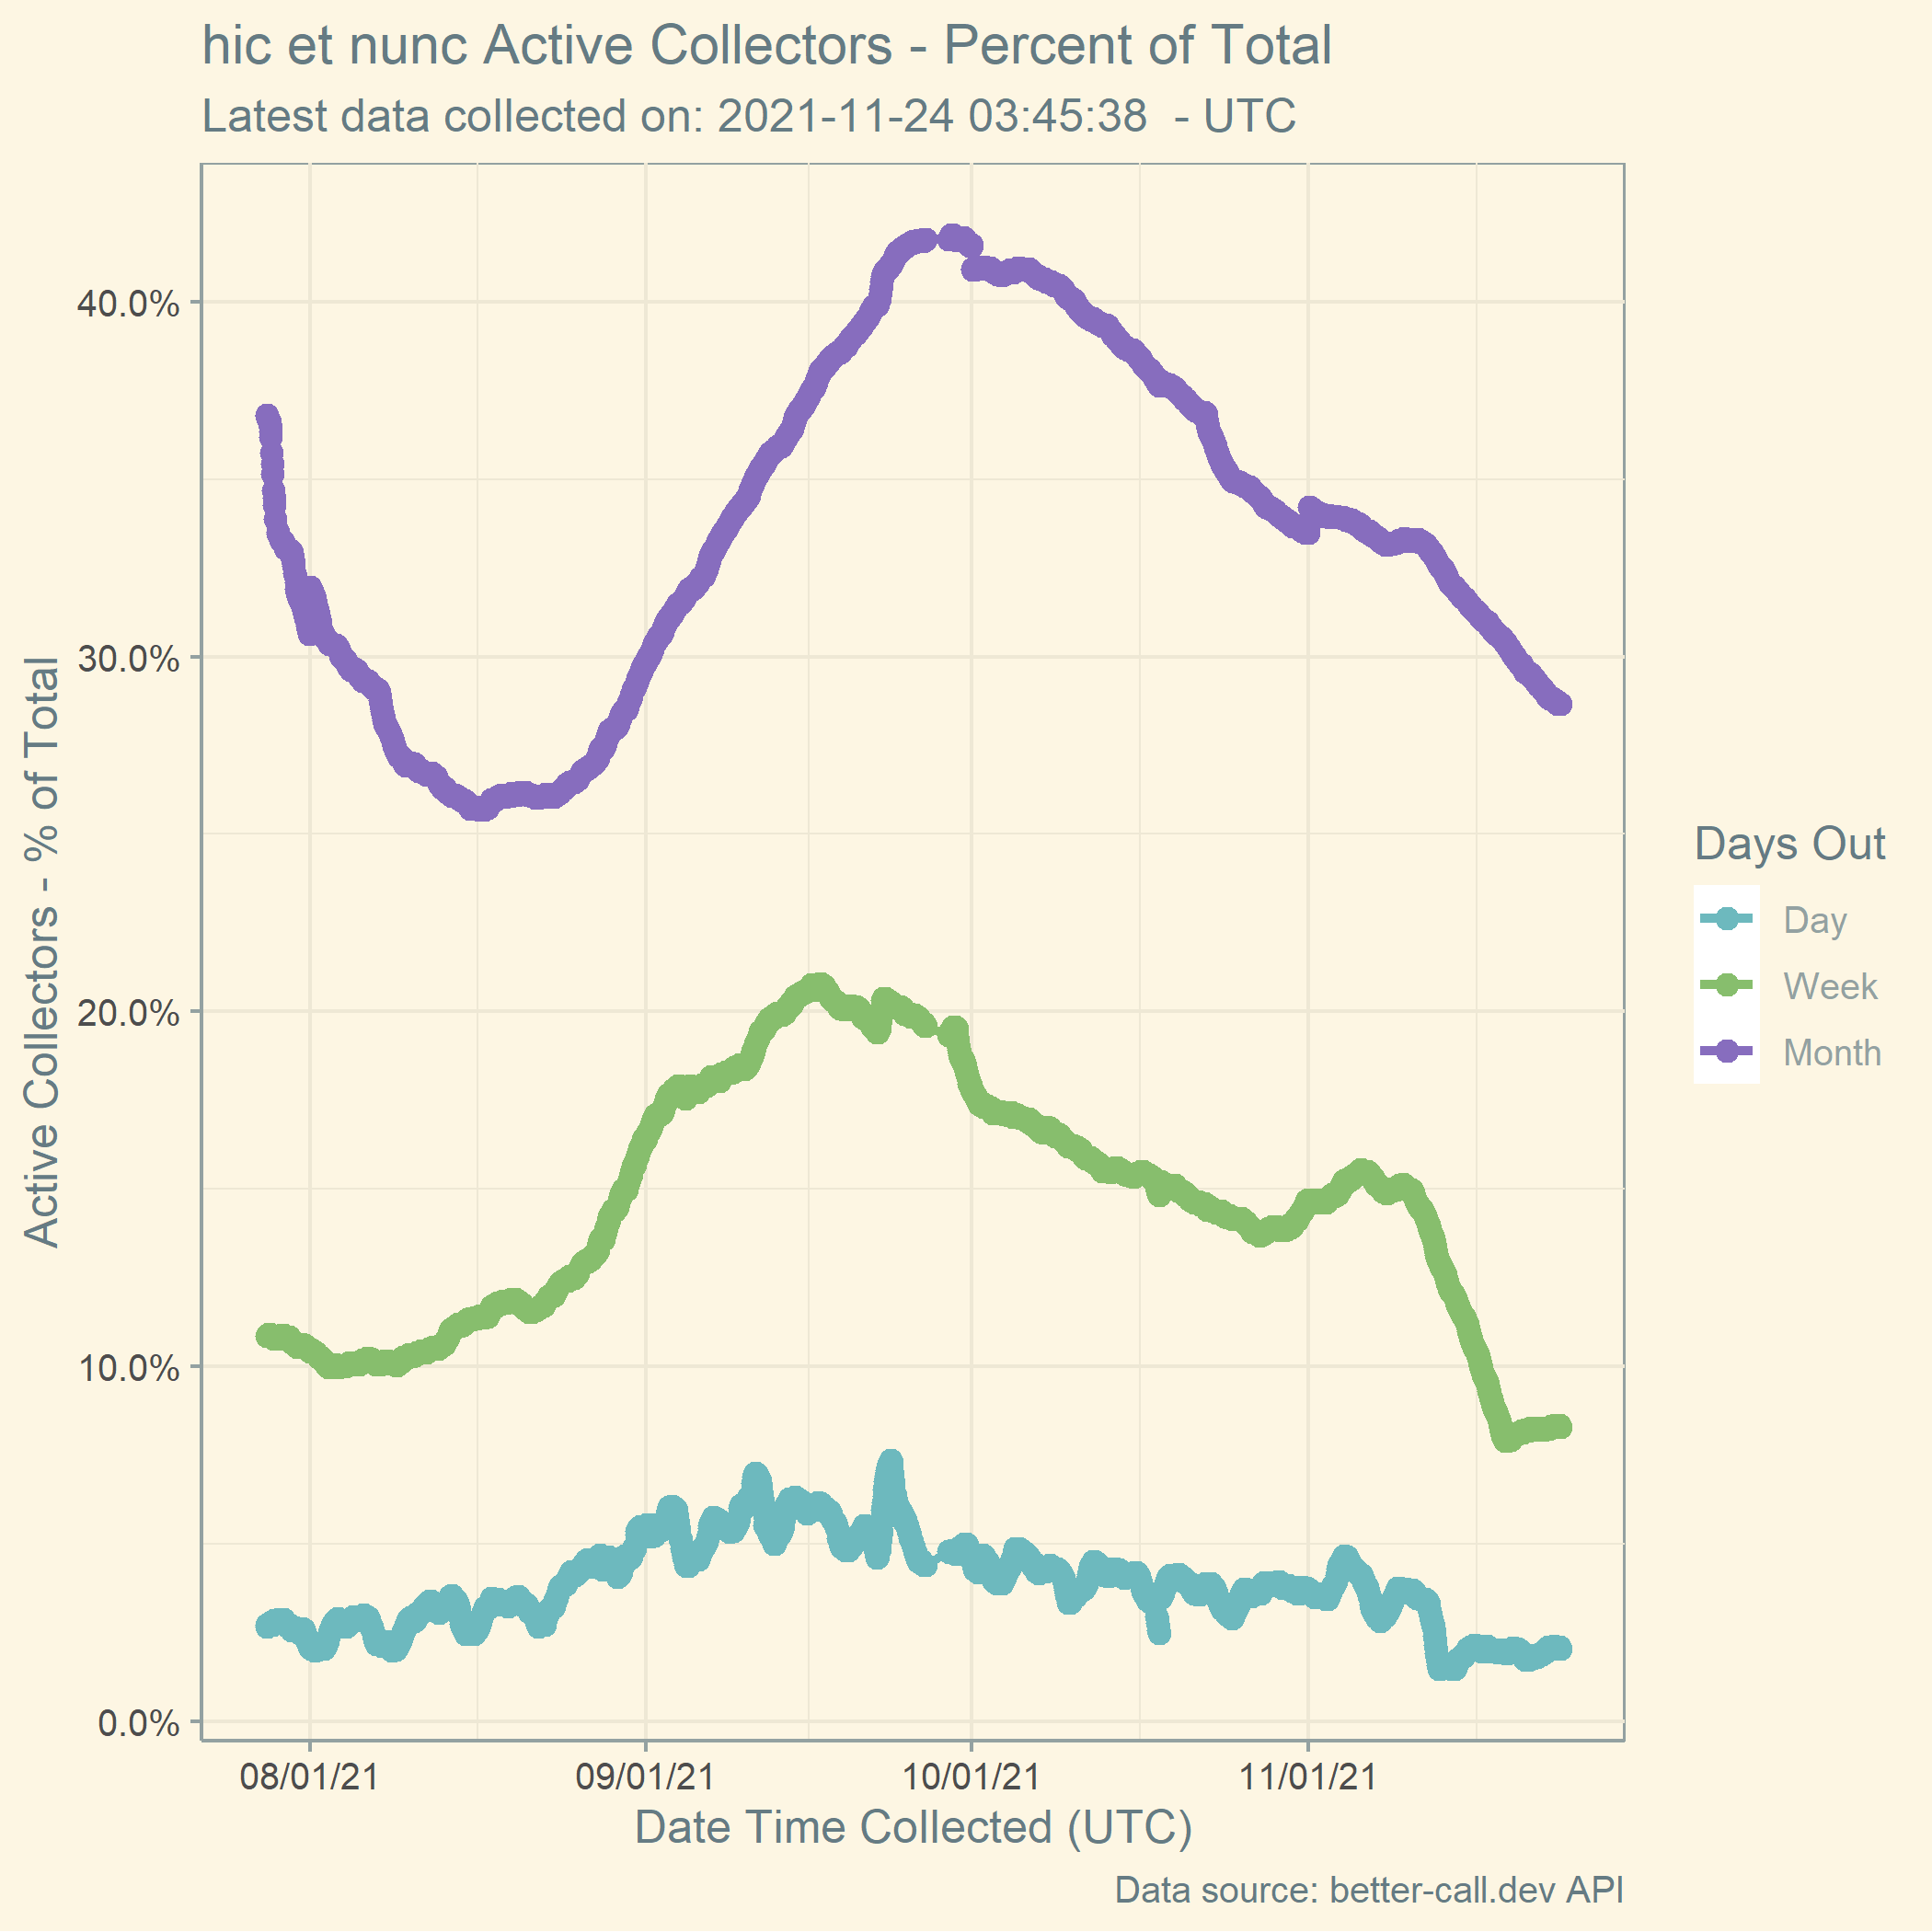 hic et nunc Active Collectors - Percent of Total
Latest data collected on: 2021-11-24 03:45:38  - UTC
Active Collectors - % of Total
40.0%
30.0%
20.0%
10.0%
0.0%
08/01/21
09/01/21
10/01/21
11/01/21
Date Time Collected (UTC)
Days Out
Day
Week
Month
Data source: better-call.dev API